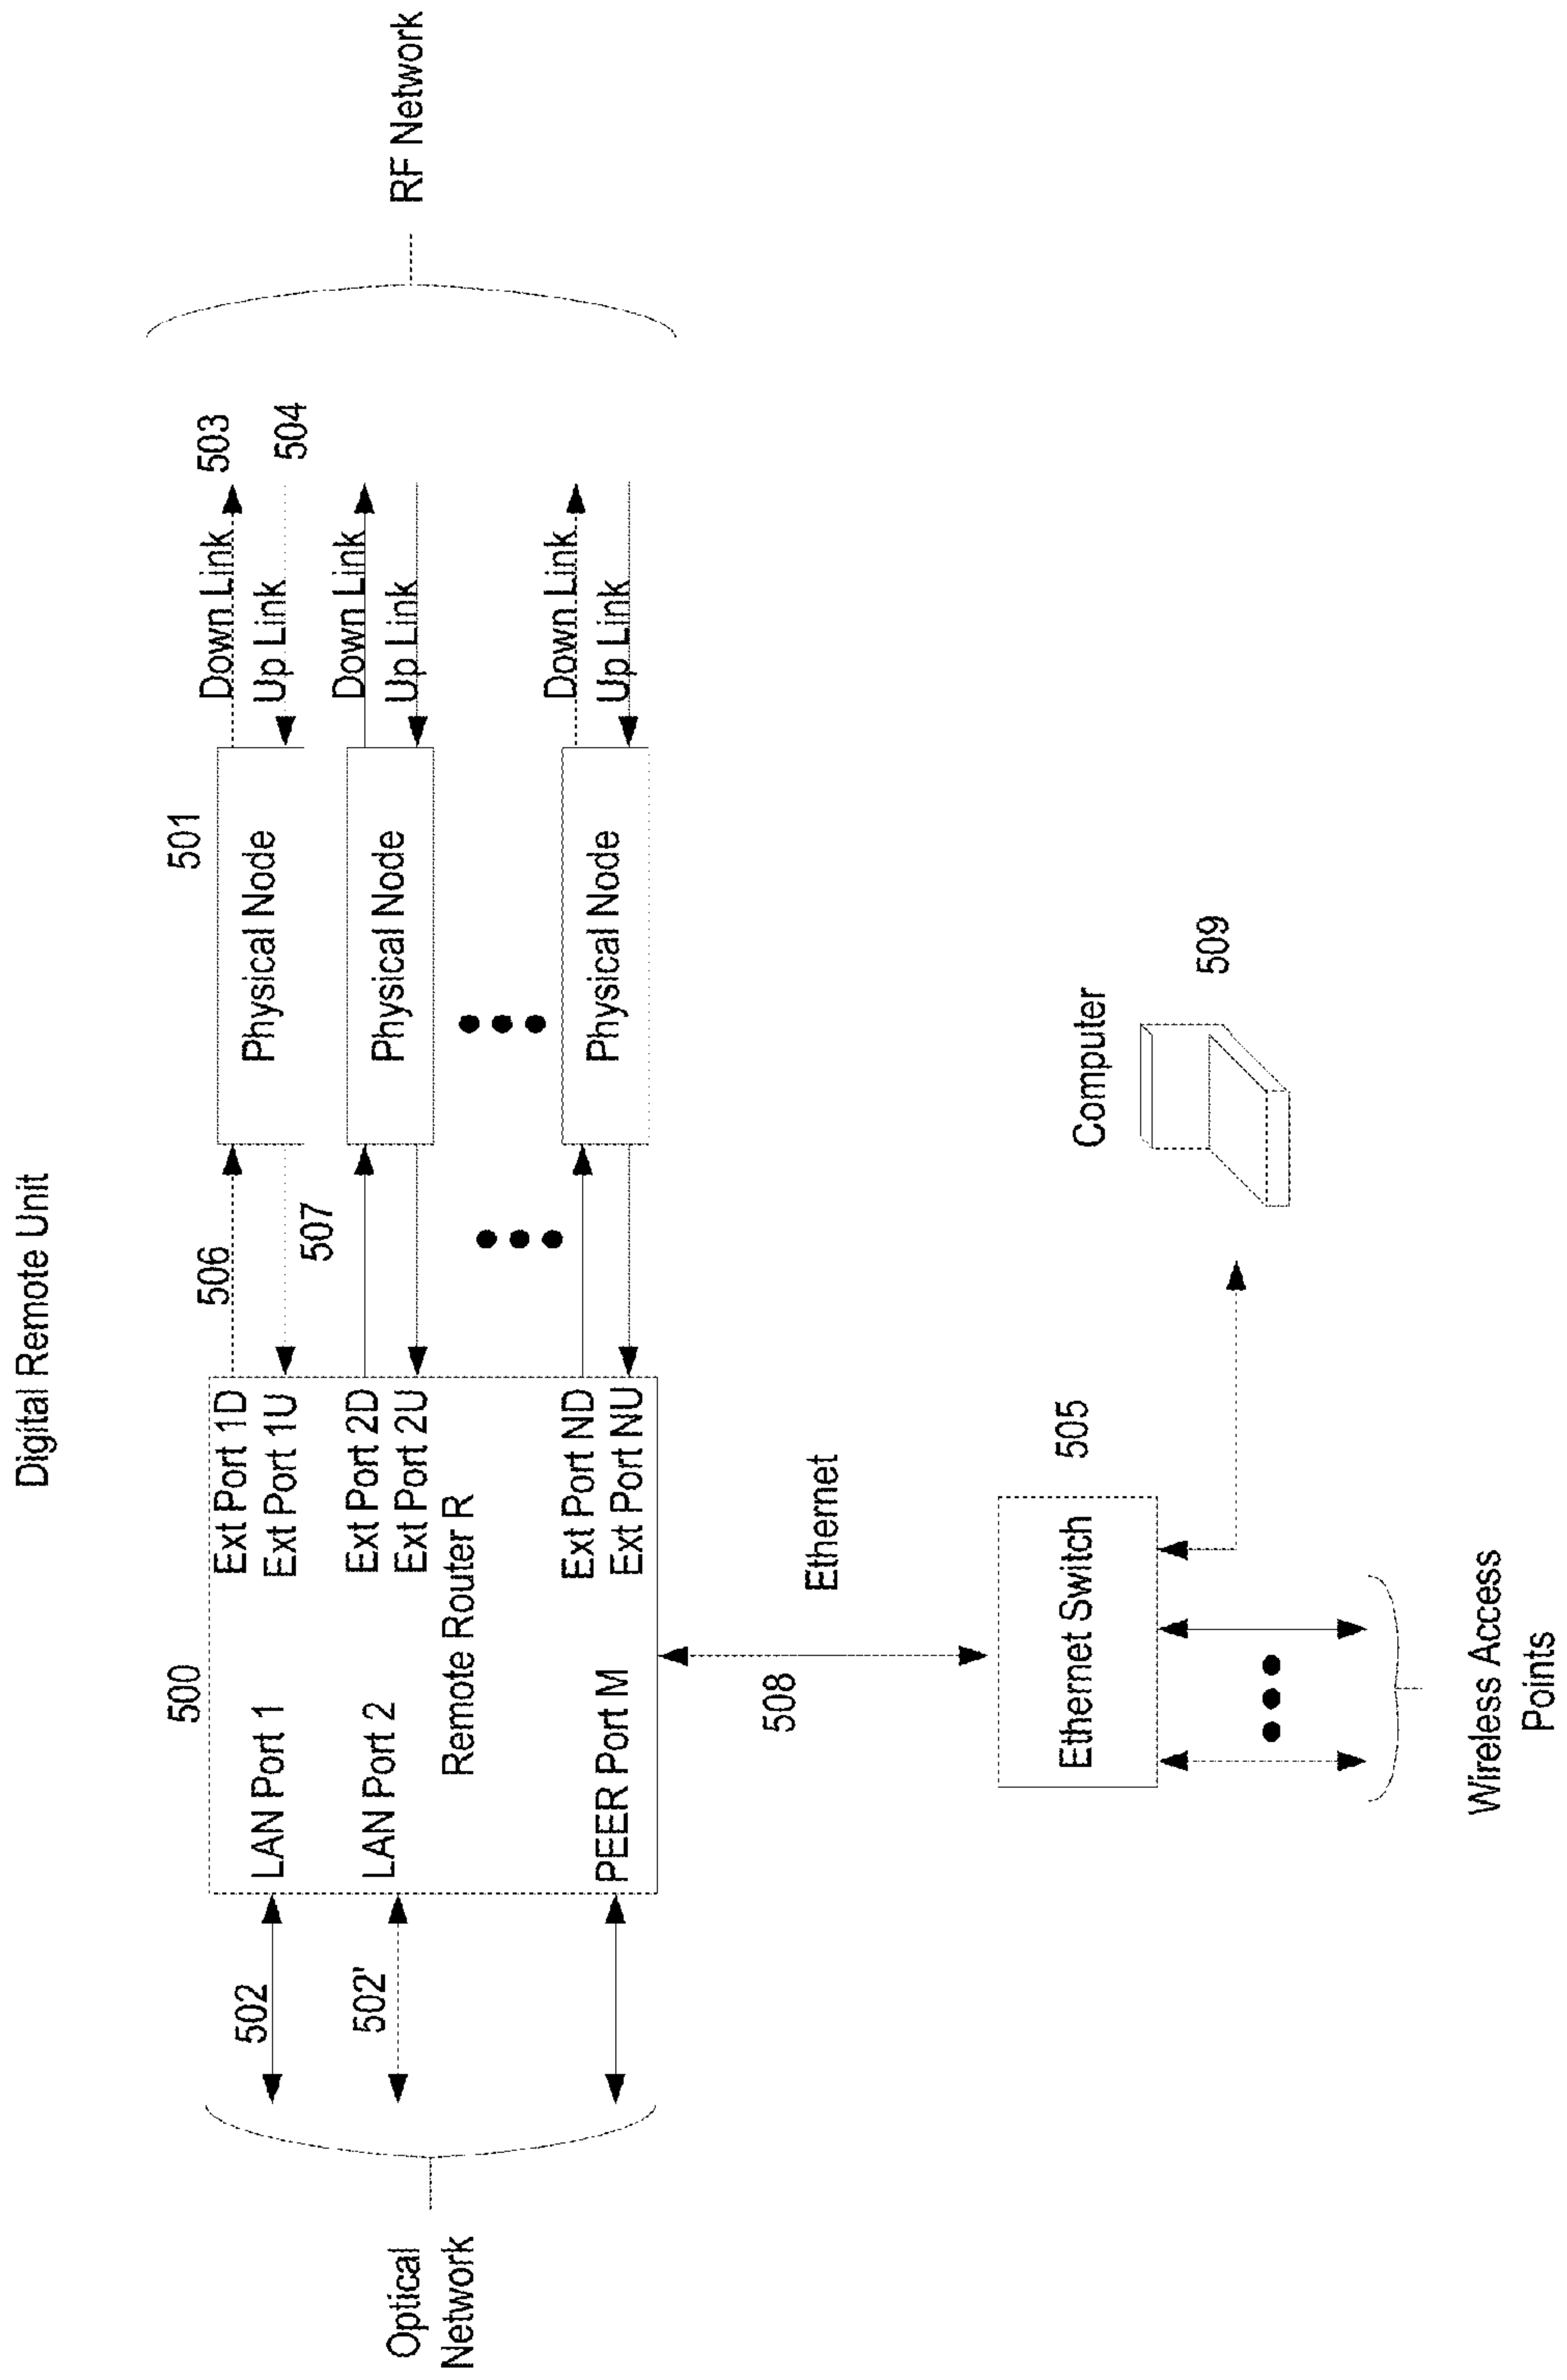 Digital Remote Unit
500
LAN Port 1
LAN Port 2
PEER Port M
Remote Router R
Ext Port 1D
Ext Port 1U
Ext Port 2D
Ext Port 2U
Ext Port ND
Ext Port NU
502
502'
Optical
Network
506
507
501
Physical Node
Physical Node
Physical Node
Down Link
Up Link
Down Link
Up Link
Down Link
Up Link
503
504
RF Network
508
Ethernet
Ethernet Switch
505
Computer
509
Wireless Access
Points